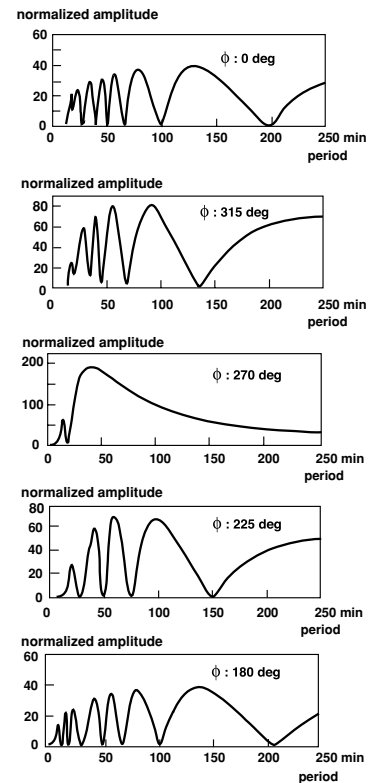 normalized amplitude
60
ϕ : 0 deg
40
20
0
0 50 100 150 200 250 min
period
normalized amplitude
80
ϕ : 315 deg
60
40
20
0
0 50 100 150 200 250 min
period
normalized amplitude
200
ϕ : 270 deg
100
0
0 50 100 150 200 250 min
period
normalized amplitude
80
ϕ : 225 deg
60
40
20
0
0 50 100 150 200 250 min
period
normalized amplitude
60
ϕ : 180 deg
40
20
0
0 50 100 150 200 250 min
period